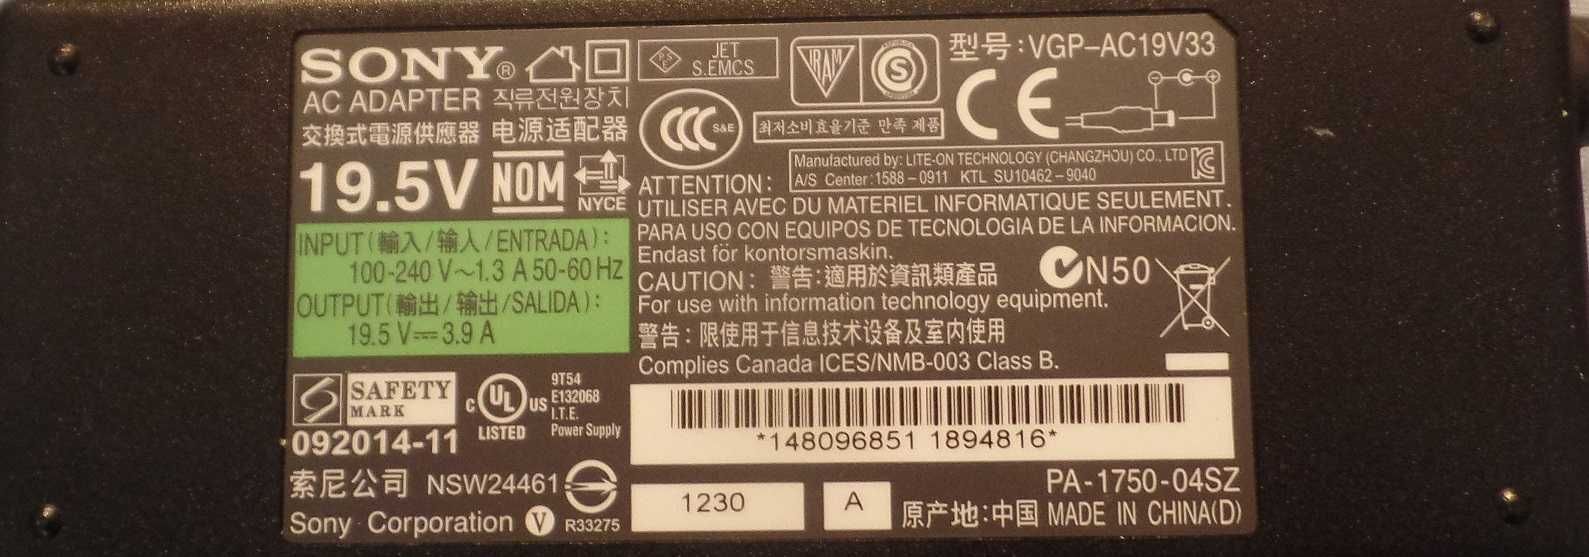 SONY®
AC ADAPTER 직류전원장치
交換式電源供應器 电源适配器
19.5V NOM NYCE
INPUT(輸入/输入/ENTRADA):
100-240 V~1.3 A 50-60 Hz
OUTPUT(輸出/输出/SALIDA):
19.5 V⎓3.9 A
SAFETY
MARK
092014-11
C UL US
LISTED
9T54
E132068
I.T.E.
Power Supply
索尼公司 NSW24461
Sony Corporation V R33275
PSE JET
S.EMCS
IRAM S
型号:VGP-AC19V33
CCC S&E
최저소비효율기준 만족 제품
CE
Manufactured by: LITE-ON TECHNOLOGY (CHANGZHOU) CO., LTD
A/S Center:1588-0911 KTL SU10462-9040
ATTENTION:
UTILISER AVEC DU MATERIEL INFORMATIQUE SEULEMENT.
PARA USO CON EQUIPOS DE TECNOLOGIA DE LA INFORMACION.
Endast för kontorsmaskin.
CAUTION: 警告:適用於資訊類產品
For use with information technology equipment.
N50
警告: 限使用于信息技术设备及室内使用
Complies Canada ICES/NMB-003 Class B.
*148096851 1894816*
1230 A
PA-1750-04SZ
原产地:中国 MADE IN CHINA(D)